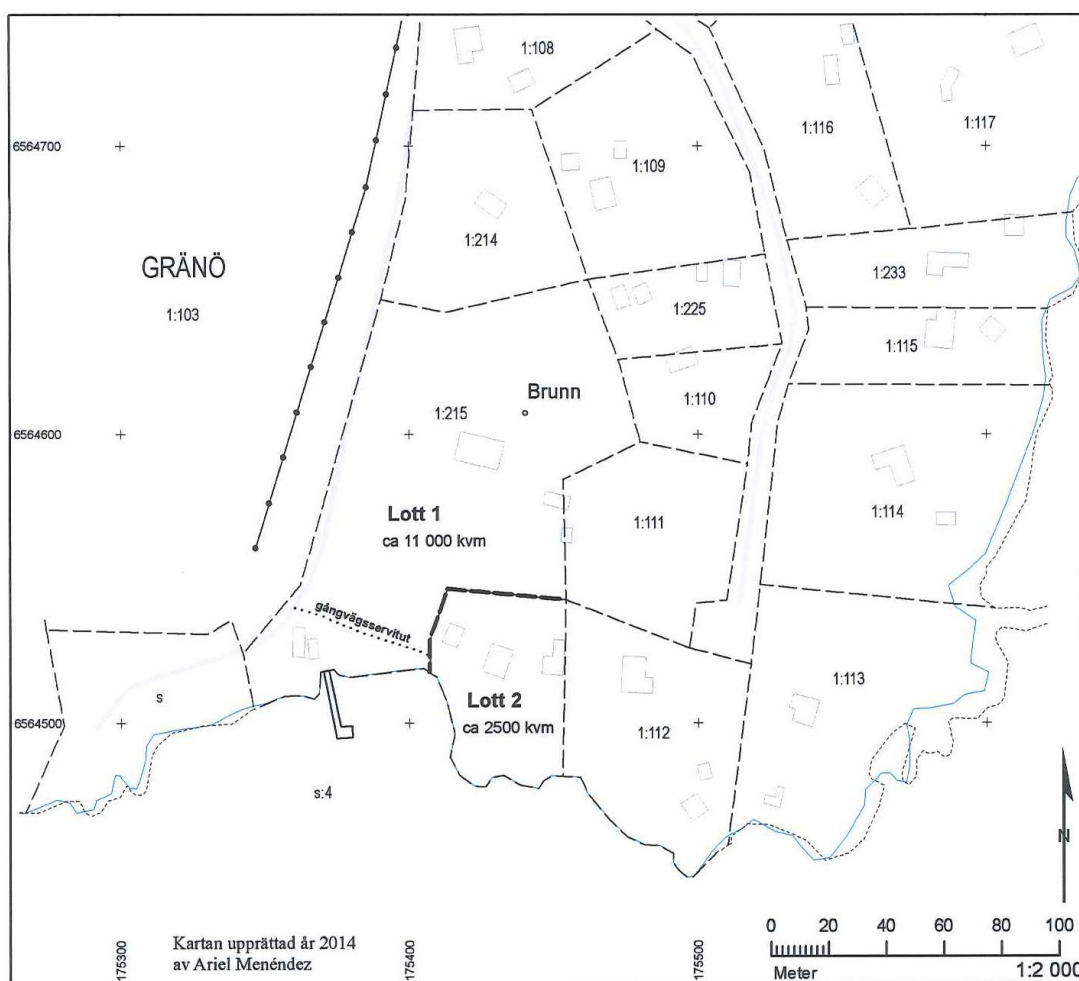 1:108
1:116
1:117
6564700
1:109
1:214
GRÄNÖ
1:103
1:233
1:225
1:115
Brunn
1:215
1:110
6564600
Lott 1
ca 11 000 kvm
1:111
1:114
gångvägsservitut
s
Lott 2
ca 2500 kvm
1:113
1:112
6564500
s:4
N
Kartan upprättad år 2014
av Ariel Menéndez
175300
175400
175500
0 20 40 60 80 100
Meter
1:2 000